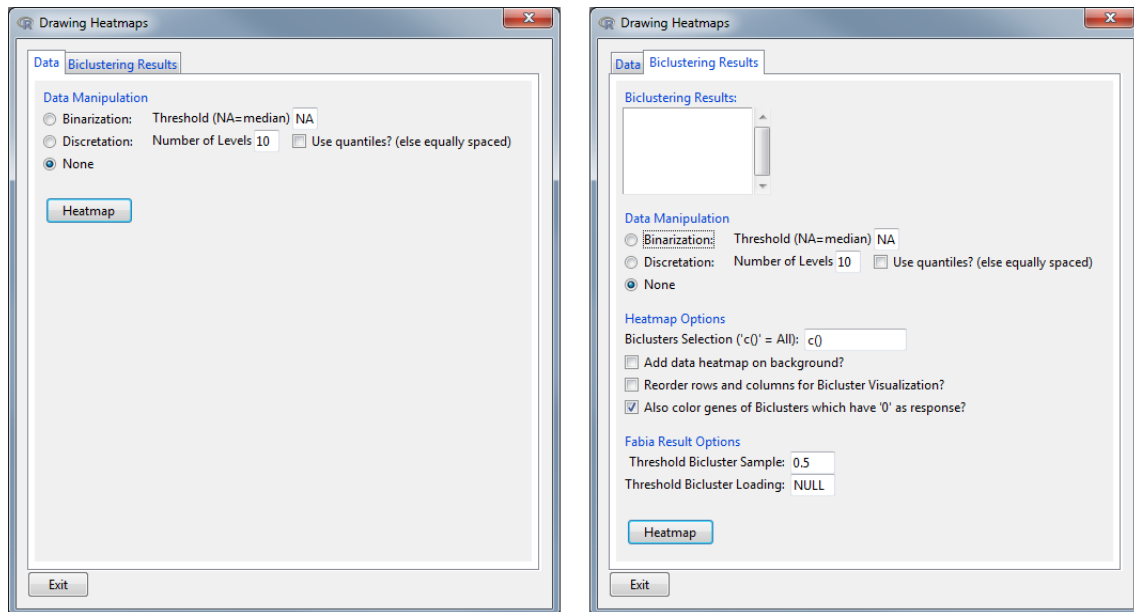 Drawing Heatmaps
Data Biclustering Results
Data Manipulation
Binarization: Threshold (NA=median) NA
Discretation: Number of Levels 10 Use quantiles? (else equally spaced)
None
Heatmap
Exit
Drawing Heatmaps
Data Biclustering Results
Biclustering Results:
Data Manipulation
Binarization: Threshold (NA=median) NA
Discretation: Number of Levels 10 Use quantiles? (else equally spaced)
None
Heatmap Options
Biclusters Selection ('c()' = All): c()
Add data heatmap on background?
Reorder rows and columns for Bicluster Visualization?
Also color genes of Biclusters which have '0' as response?
Fabia Result Options
Threshold Bicluster Sample: 0.5
Threshold Bicluster Loading: NULL
Heatmap
Exit